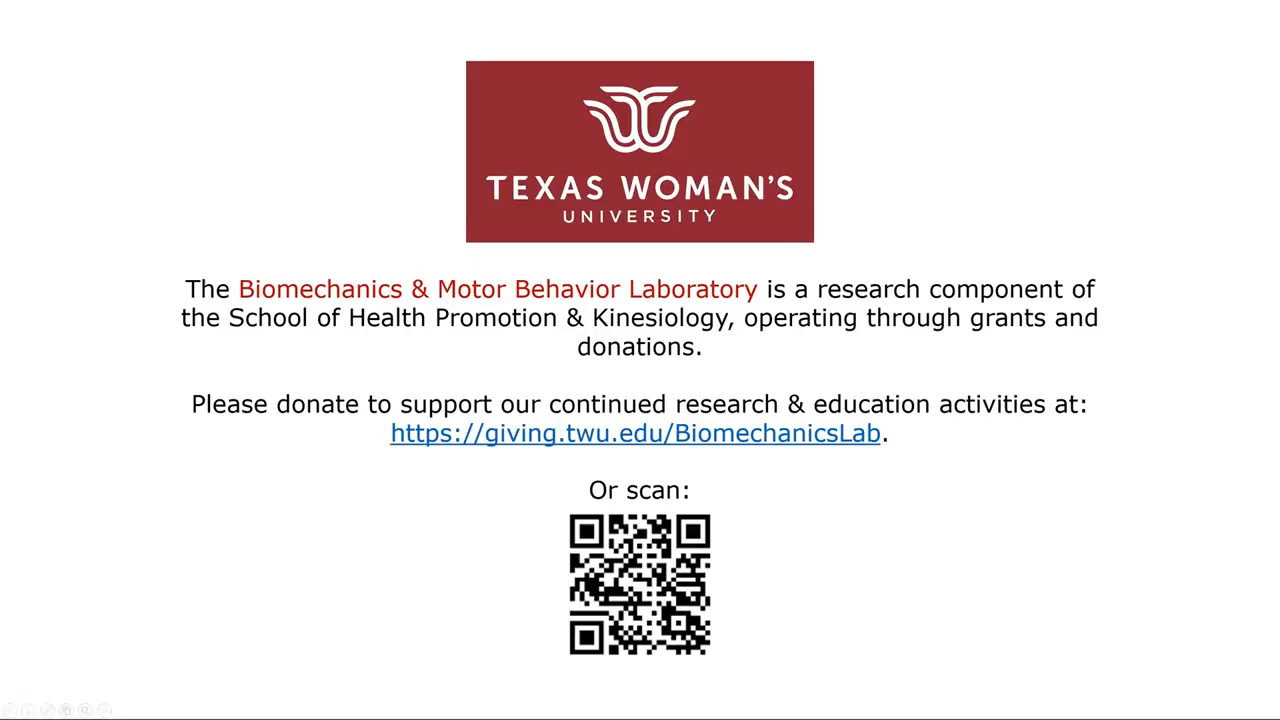 TEXAS WOMAN'S
UNIVERSITY
The Biomechanics & Motor Behavior Laboratory is a research component of
the School of Health Promotion & Kinesiology, operating through grants and
donations.
Please donate to support our continued research & education activities at:
https://giving.twu.edu/BiomechanicsLab.
Or scan: